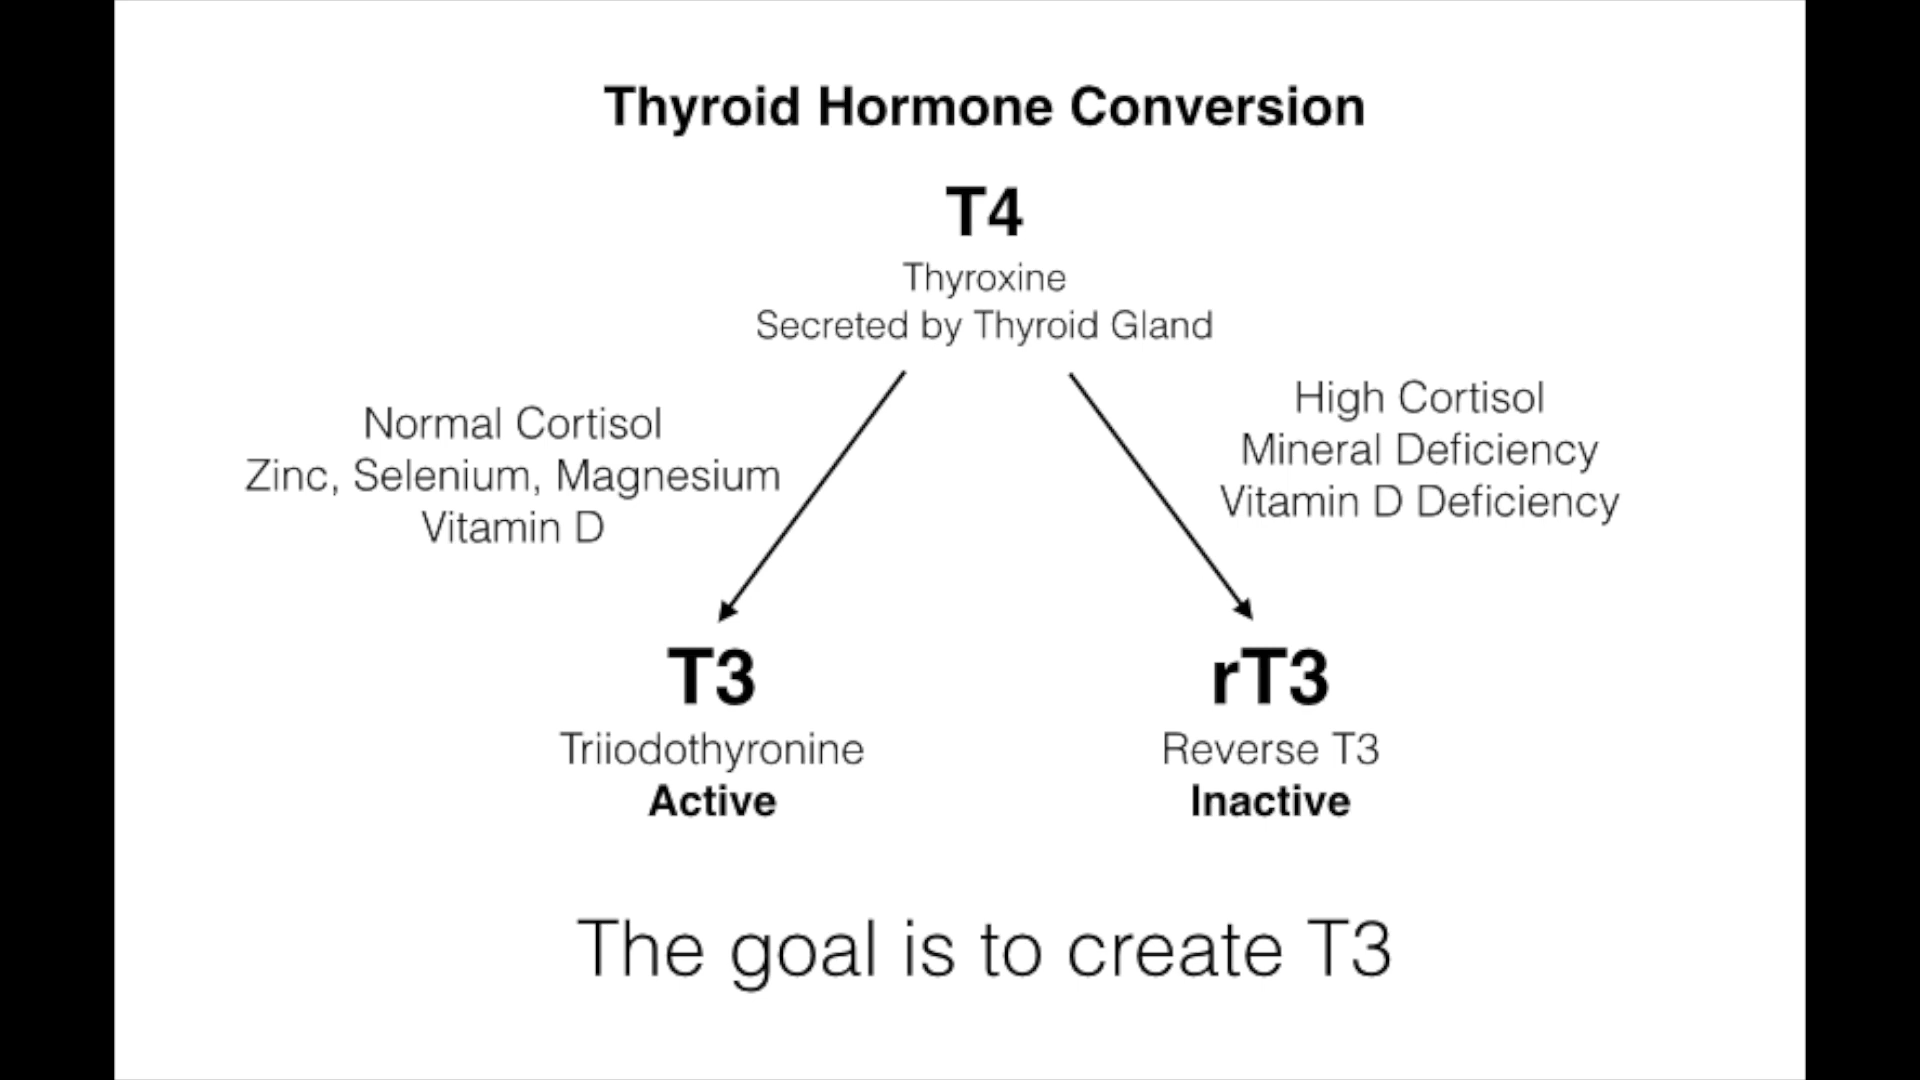 Thyroid Hormone Conversion
T4
Thyroxine
Secreted by Thyroid Gland
Normal Cortisol
Zinc, Selenium, Magnesium
Vitamin D
High Cortisol
Mineral Deficiency
Vitamin D Deficiency
T3
Triiodothyronine
Active
rT3
Reverse T3
Inactive
The goal is to create T3